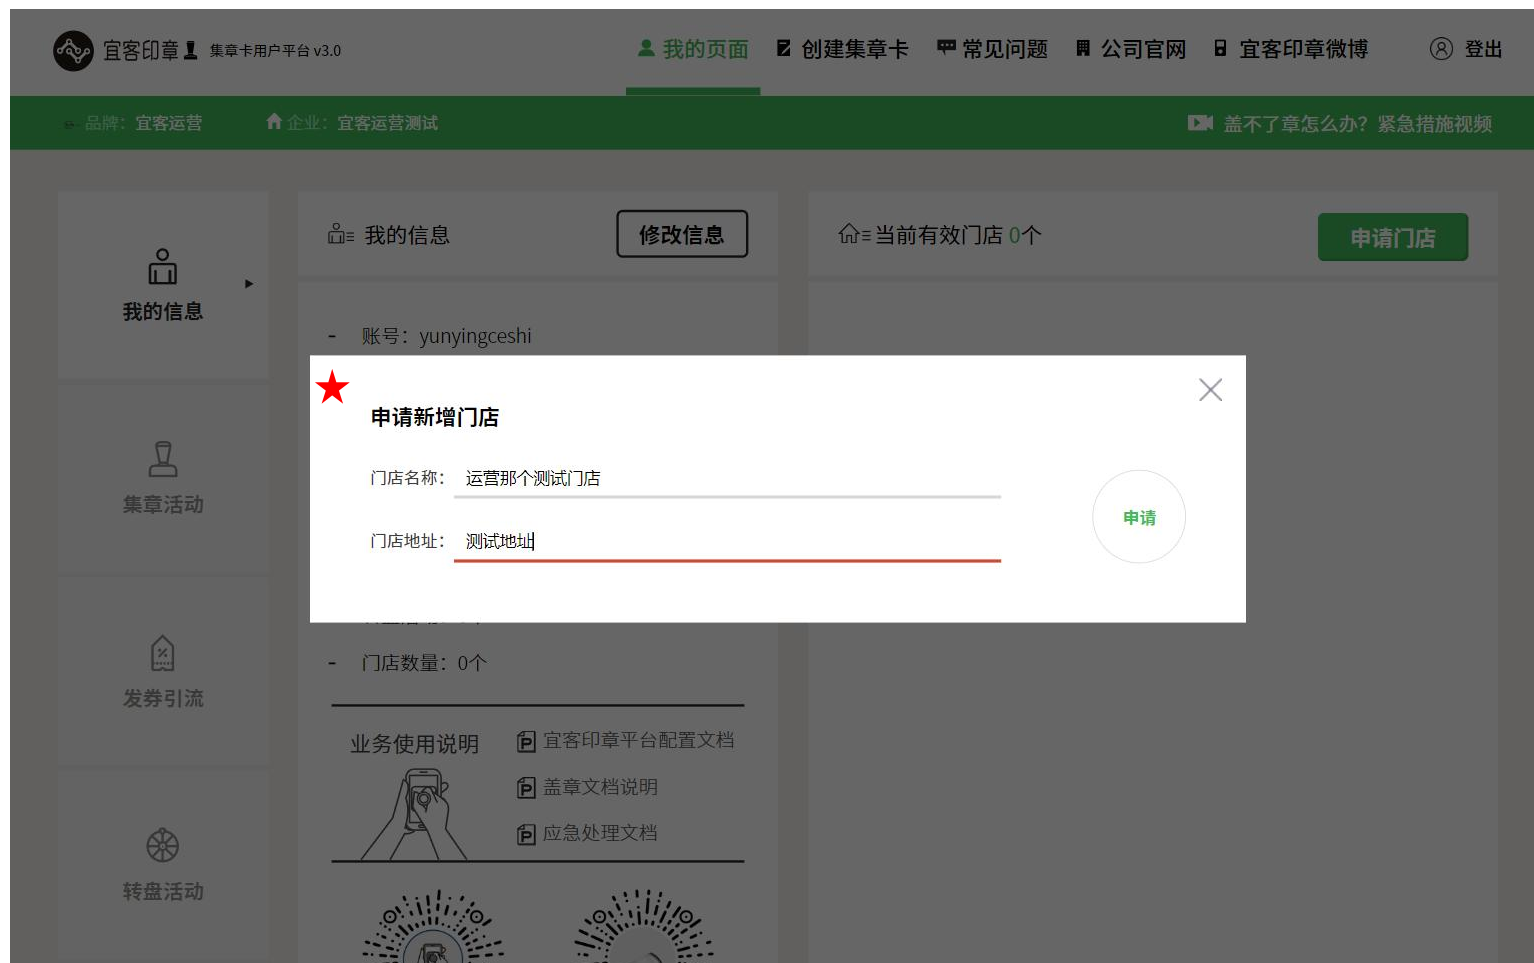 宜客印章 集章卡用户平台 v3.0
我的页面 创建集章卡 常见问题 公司官网 宜客印章微博 登出
品牌：宜客运营 企业：宜客运营测试 盖不了章怎么办？紧急措施视频
我的信息
集章活动
发券引流
转盘活动
我的信息 修改信息
- 账号：yunyingceshi
当前有效门店 0个 申请门店
申请新增门店
门店名称： 运营那个测试门店
门店地址： 测试地址
申请
- 门店数量：0个
业务使用说明
宜客印章平台配置文档
盖章文档说明
应急处理文档